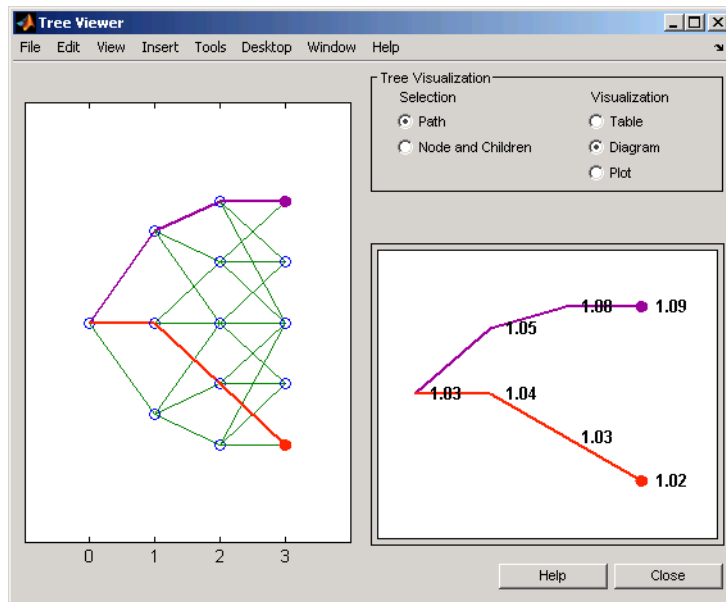 Tree Viewer
File Edit View Insert Tools Desktop Window Help
Tree Visualization
Selection Visualization
Path Table
Node and Children Diagram
Plot
1.08 1.09
1.05
1.03 1.04
1.03
1.02
0 1 2 3
Help Close